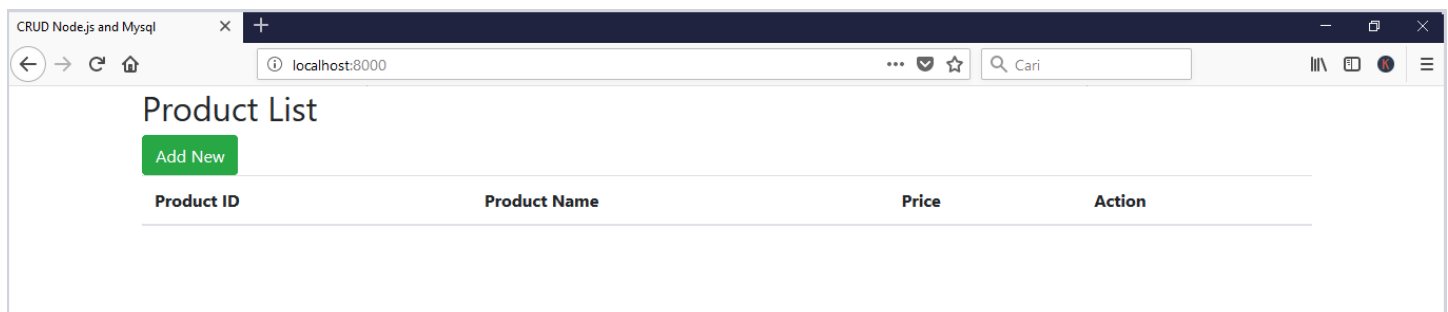 CRUD Node.js and Mysql
localhost:8000
Cari
K
Product List
Add New
Product ID Product Name Price Action